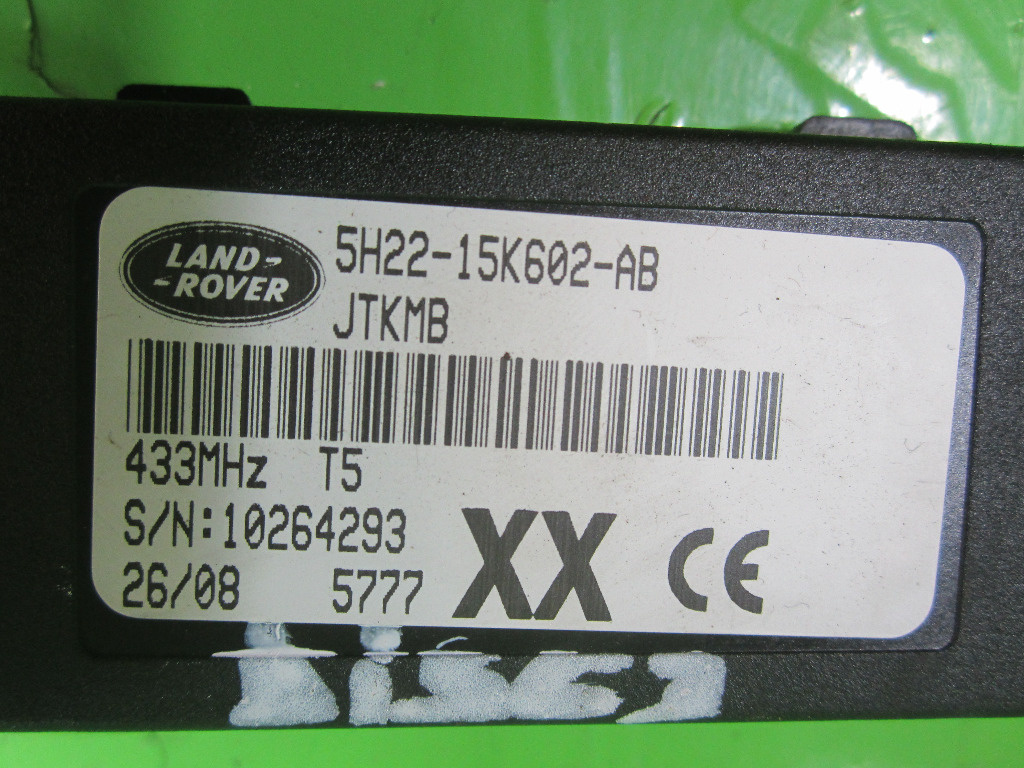 LAND-
-ROVER
5H22-15K602-AB
JTKMB
433MHz T5
S/N:10264293
26/08 5777
XX CE